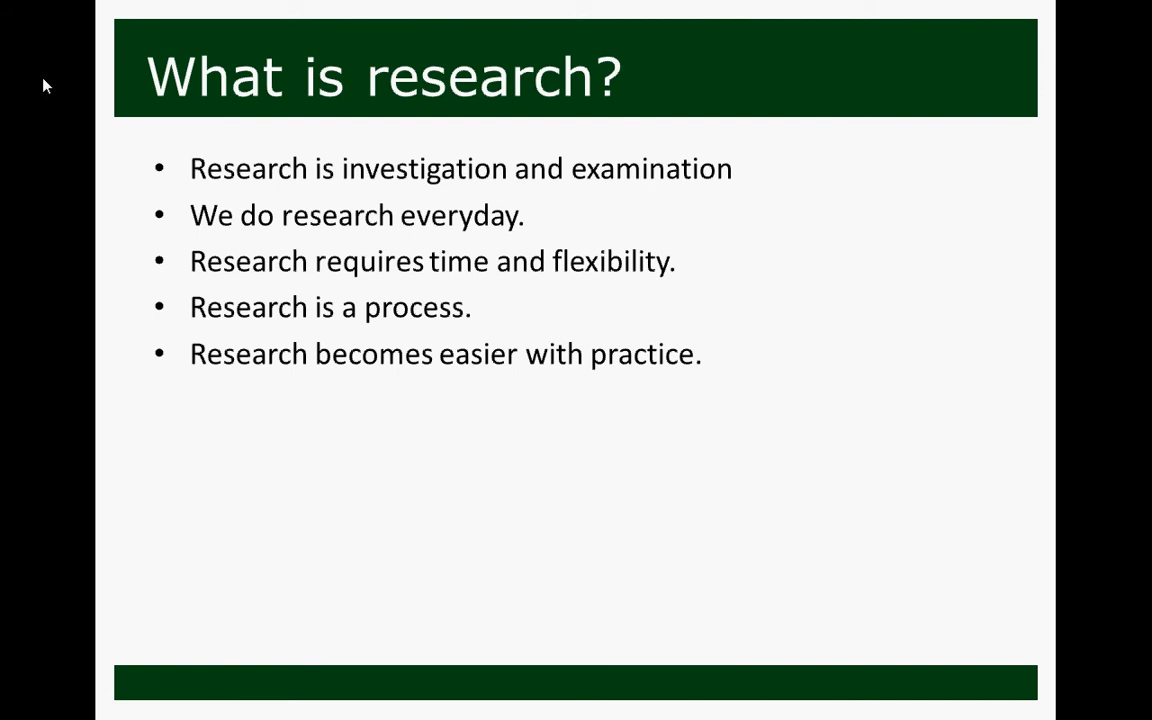 What is research?
• Research is investigation and examination
• We do research everyday.
• Research requires time and flexibility.
• Research is a process.
• Research becomes easier with practice.